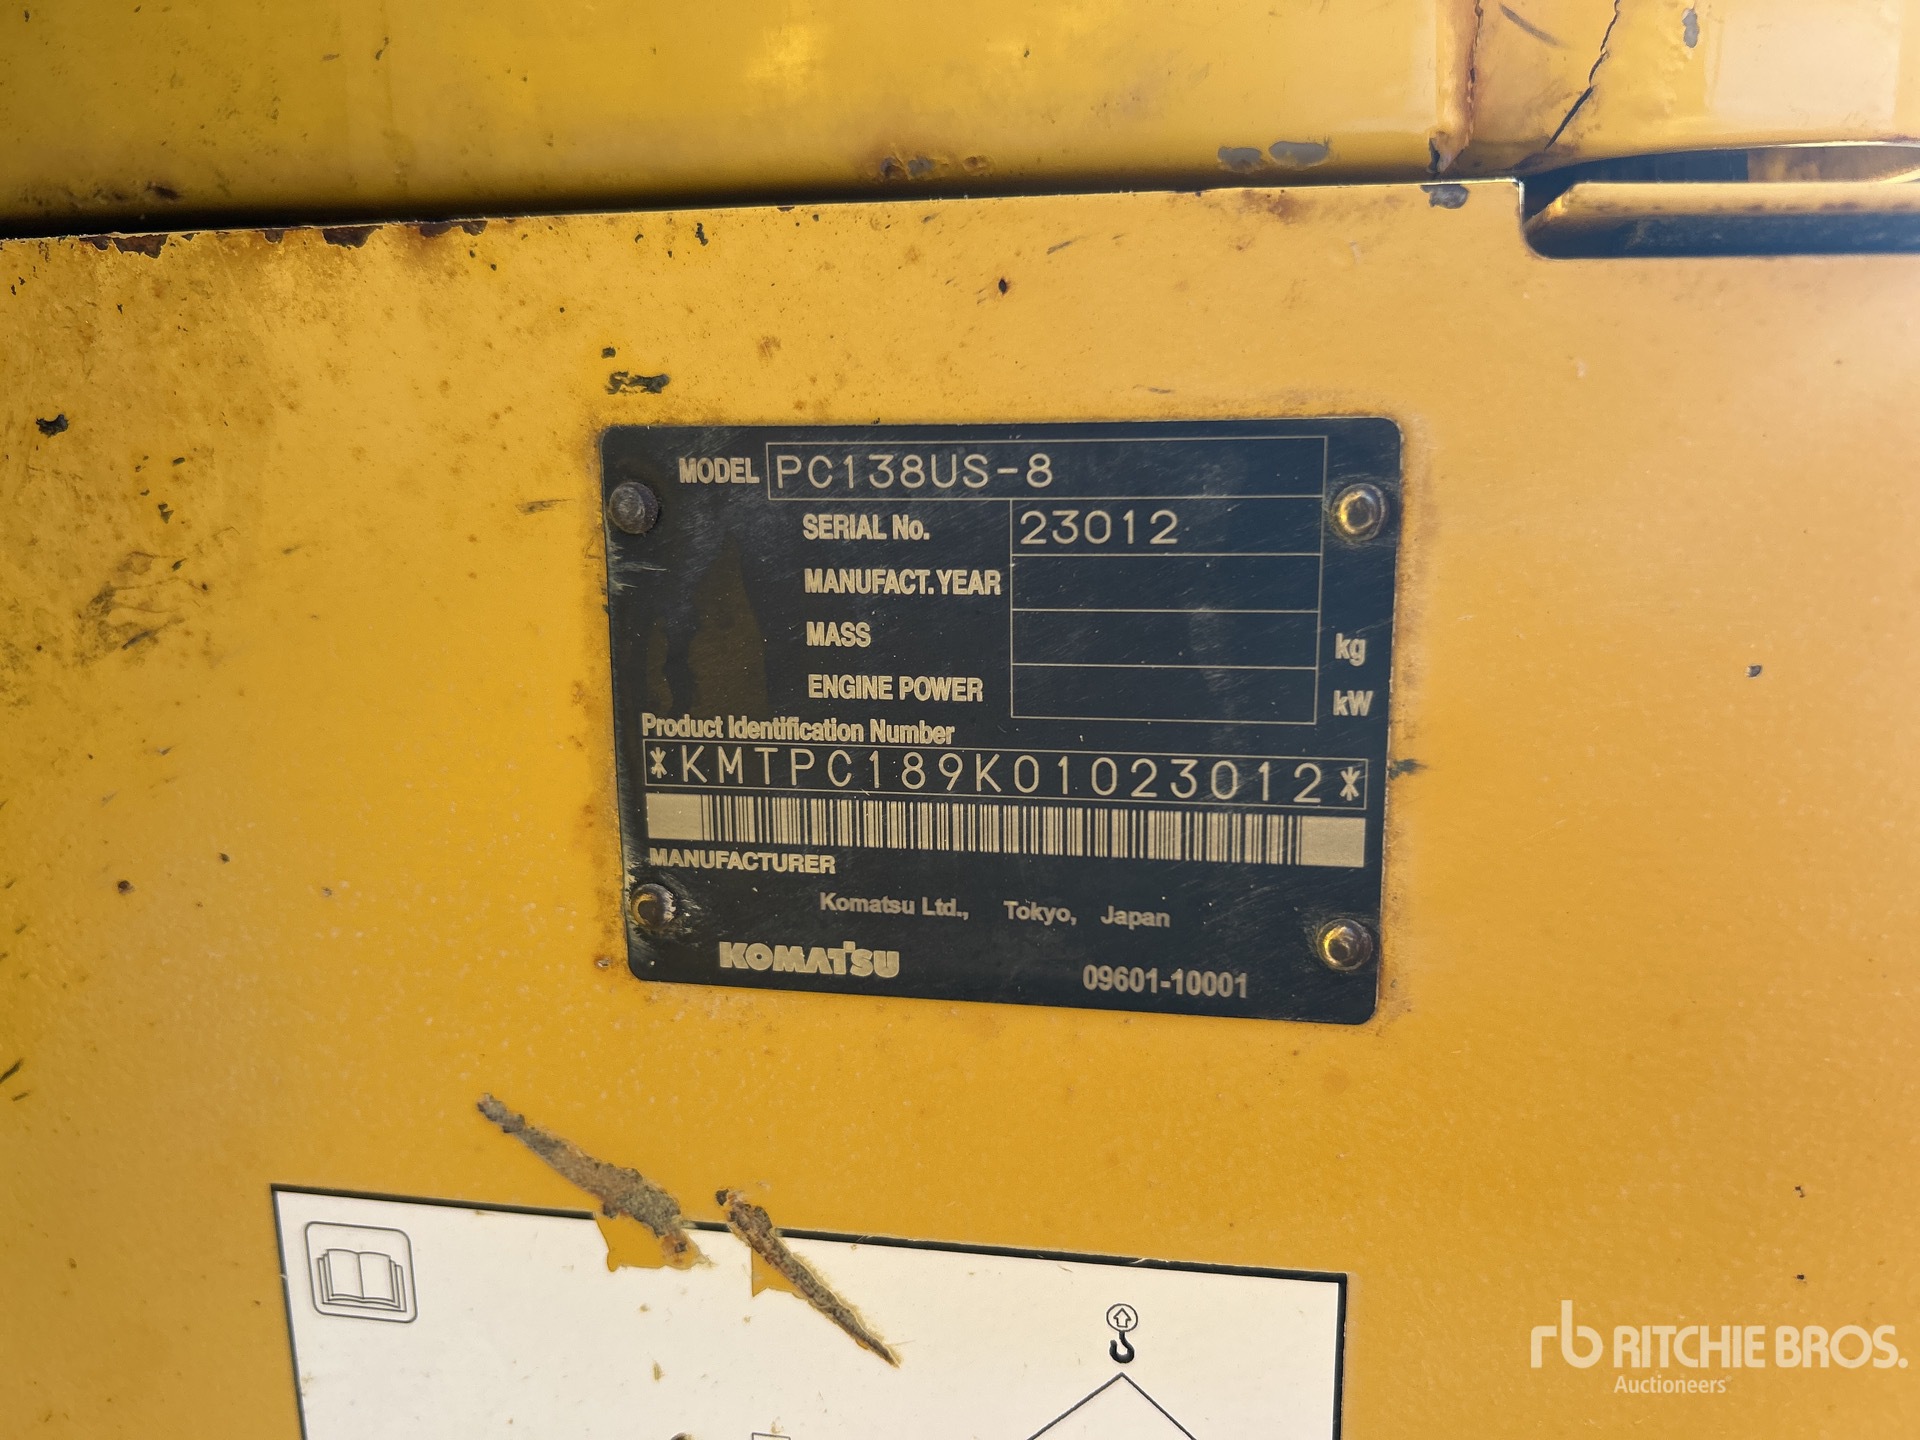 MODEL PC138US-8
SERIAL No. 23012
MANUFACT. YEAR
MASS kg
ENGINE POWER kW
Product Identification Number
*KMTPC189K01023012*
MANUFACTURER
Komatsu Ltd., Tokyo, Japan
KOMATSU 09601-10001
rb RITCHIE BROS.
Auctioneers